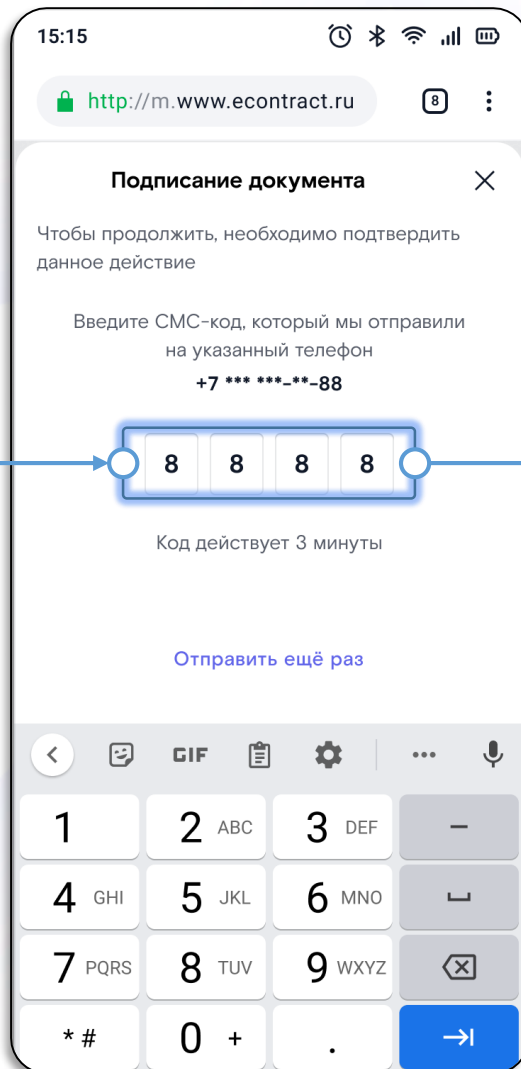 15:15
http://m.www.econtract.ru
8
Подписание документа
Чтобы продолжить, необходимо подтвердить
данное действие
Введите СМС-код, который мы отправили
на указанный телефон
+7 *** ***-**-88
8 8 8 8
Код действует 3 минуты
Отправить ещё раз
GIF
1 2 ABC 3 DEF –
4 GHI 5 JKL 6 MNO
7 PQRS 8 TUV 9 WXYZ
* # 0 + .